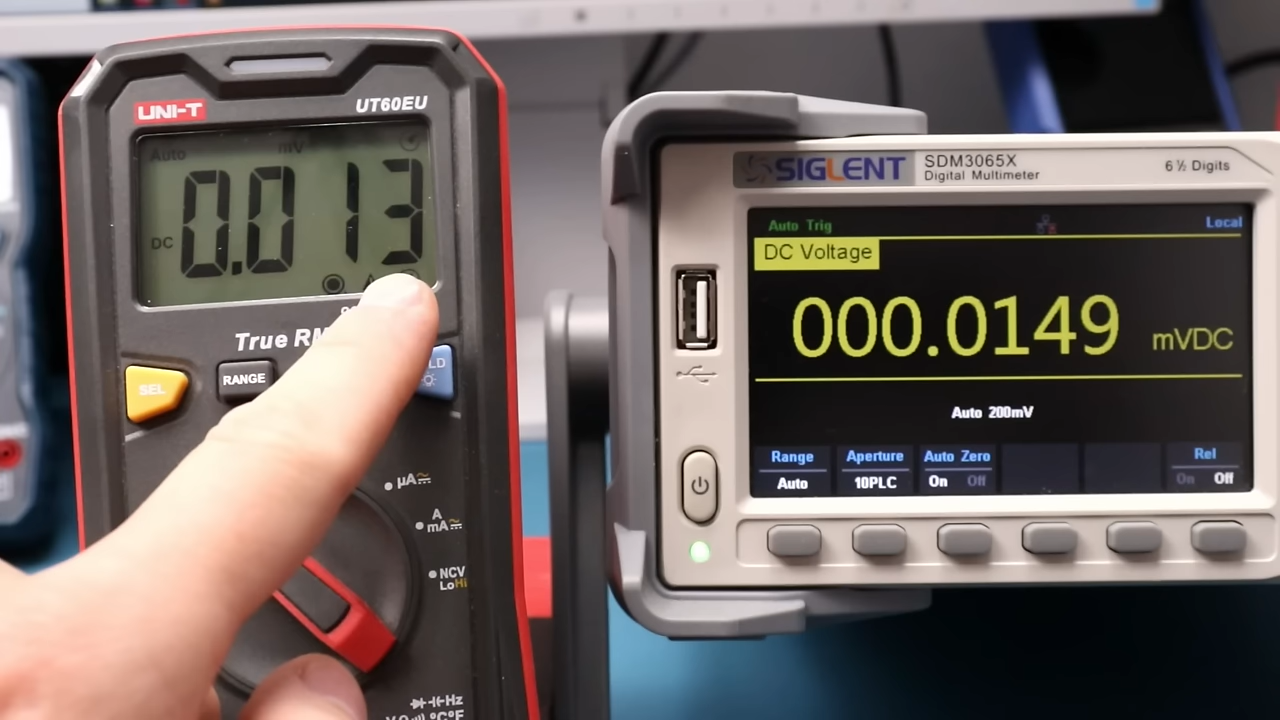 UNI-T
UT60EU
Auto
mV
DC
0.013
True
SEL
RANGE
LD
µA
A
mA
NCV
LoHi
Hz
°C°F
SIGLENT
SDM3065X
Digital Multimeter
6 ½ Digits
Auto Trig
Local
DC Voltage
000.0149 mVDC
Auto 200mV
Range
Auto
Aperture
10PLC
Auto Zero
On Off
Rel
On Off